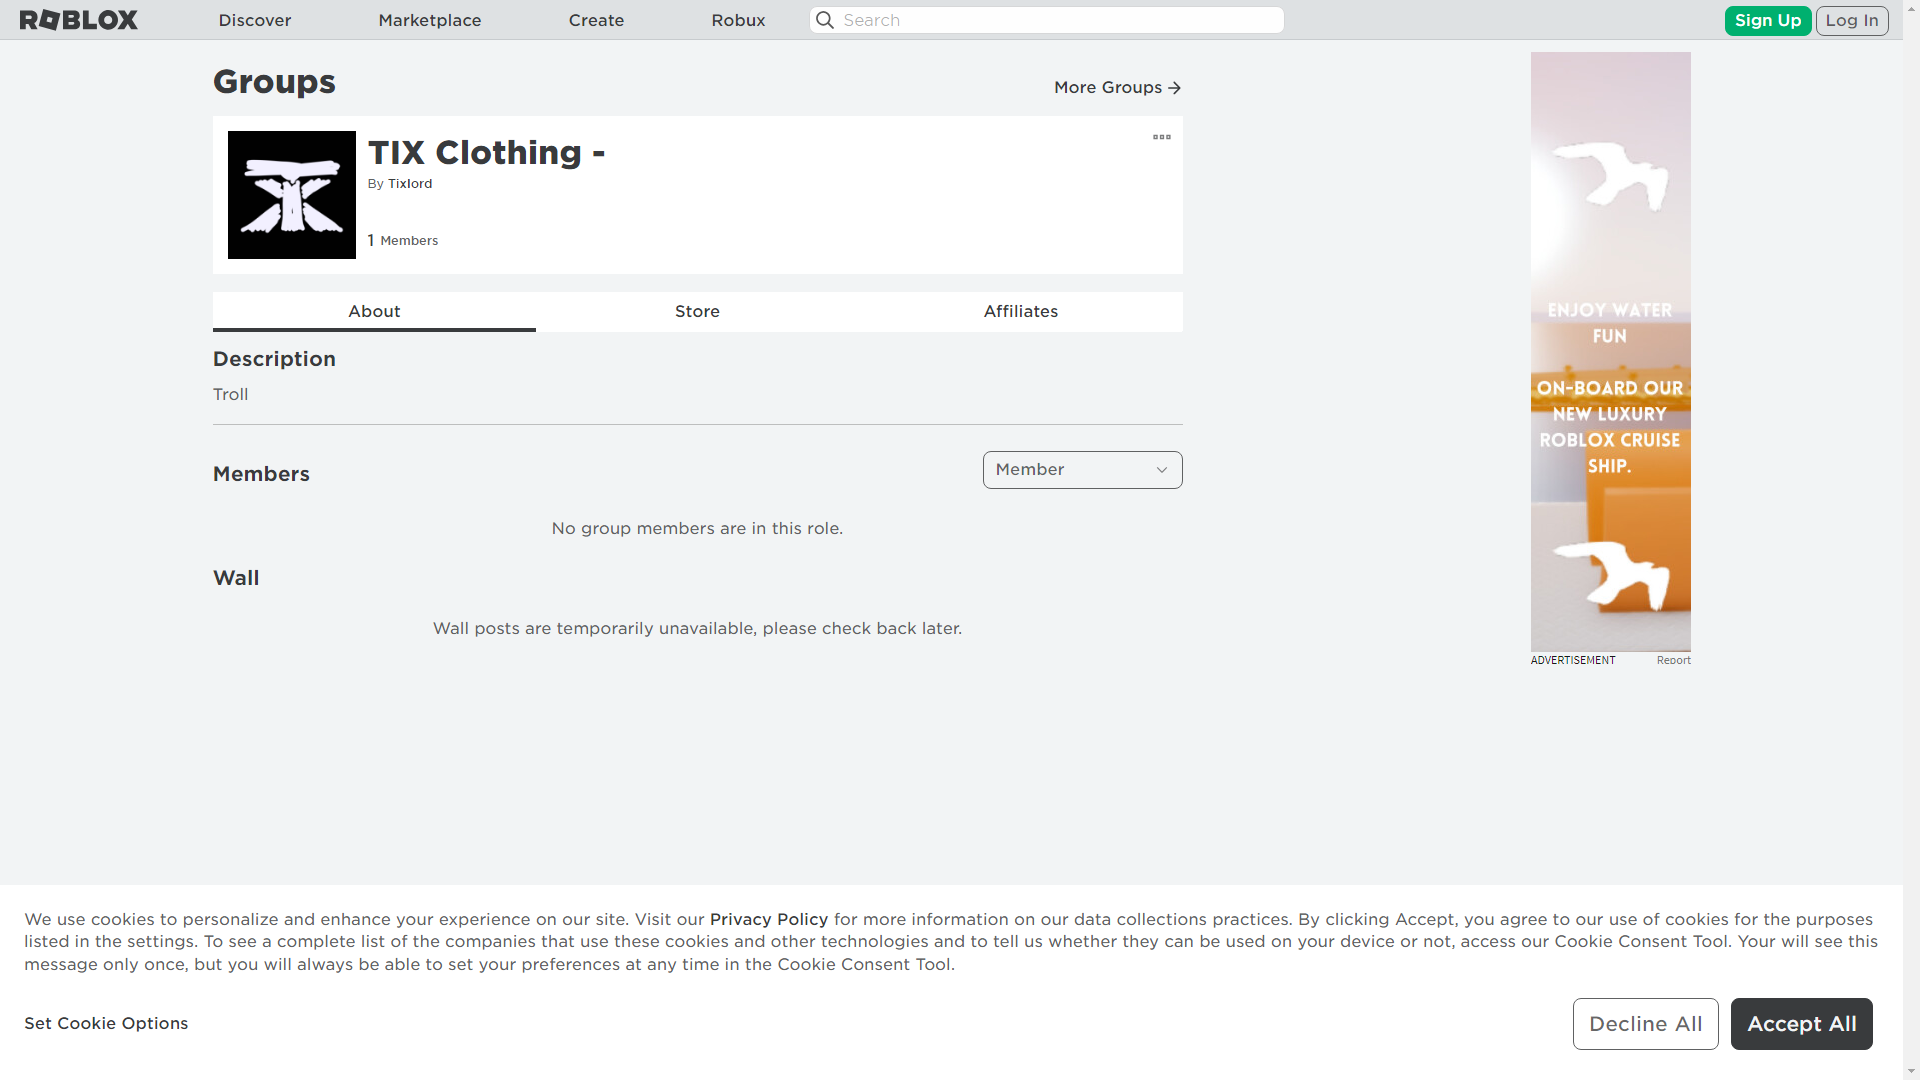 ROBLOX
Discover
Marketplace
Create
Robux
Search
Sign Up
Log In
Groups
More Groups
TIX Clothing -
By Tixlord
1 Members
About
Store
Affiliates
Description
Troll
Members
Member
No group members are in this role.
Wall
Wall posts are temporarily unavailable, please check back later.
ENJOY WATER
FUN
ON-BOARD OUR
NEW LUXURY
ROBLOX CRUISE
SHIP.
ADVERTISEMENT
Report
We use cookies to personalize and enhance your experience on our site. Visit our Privacy Policy for more information on our data collections practices. By clicking Accept, you agree to our use of cookies for the purposes
listed in the settings. To see a complete list of the companies that use these cookies and other technologies and to tell us whether they can be used on your device or not, access our Cookie Consent Tool. Your will see this
message only once, but you will always be able to set your preferences at any time in the Cookie Consent Tool.
Set Cookie Options
Decline All
Accept All